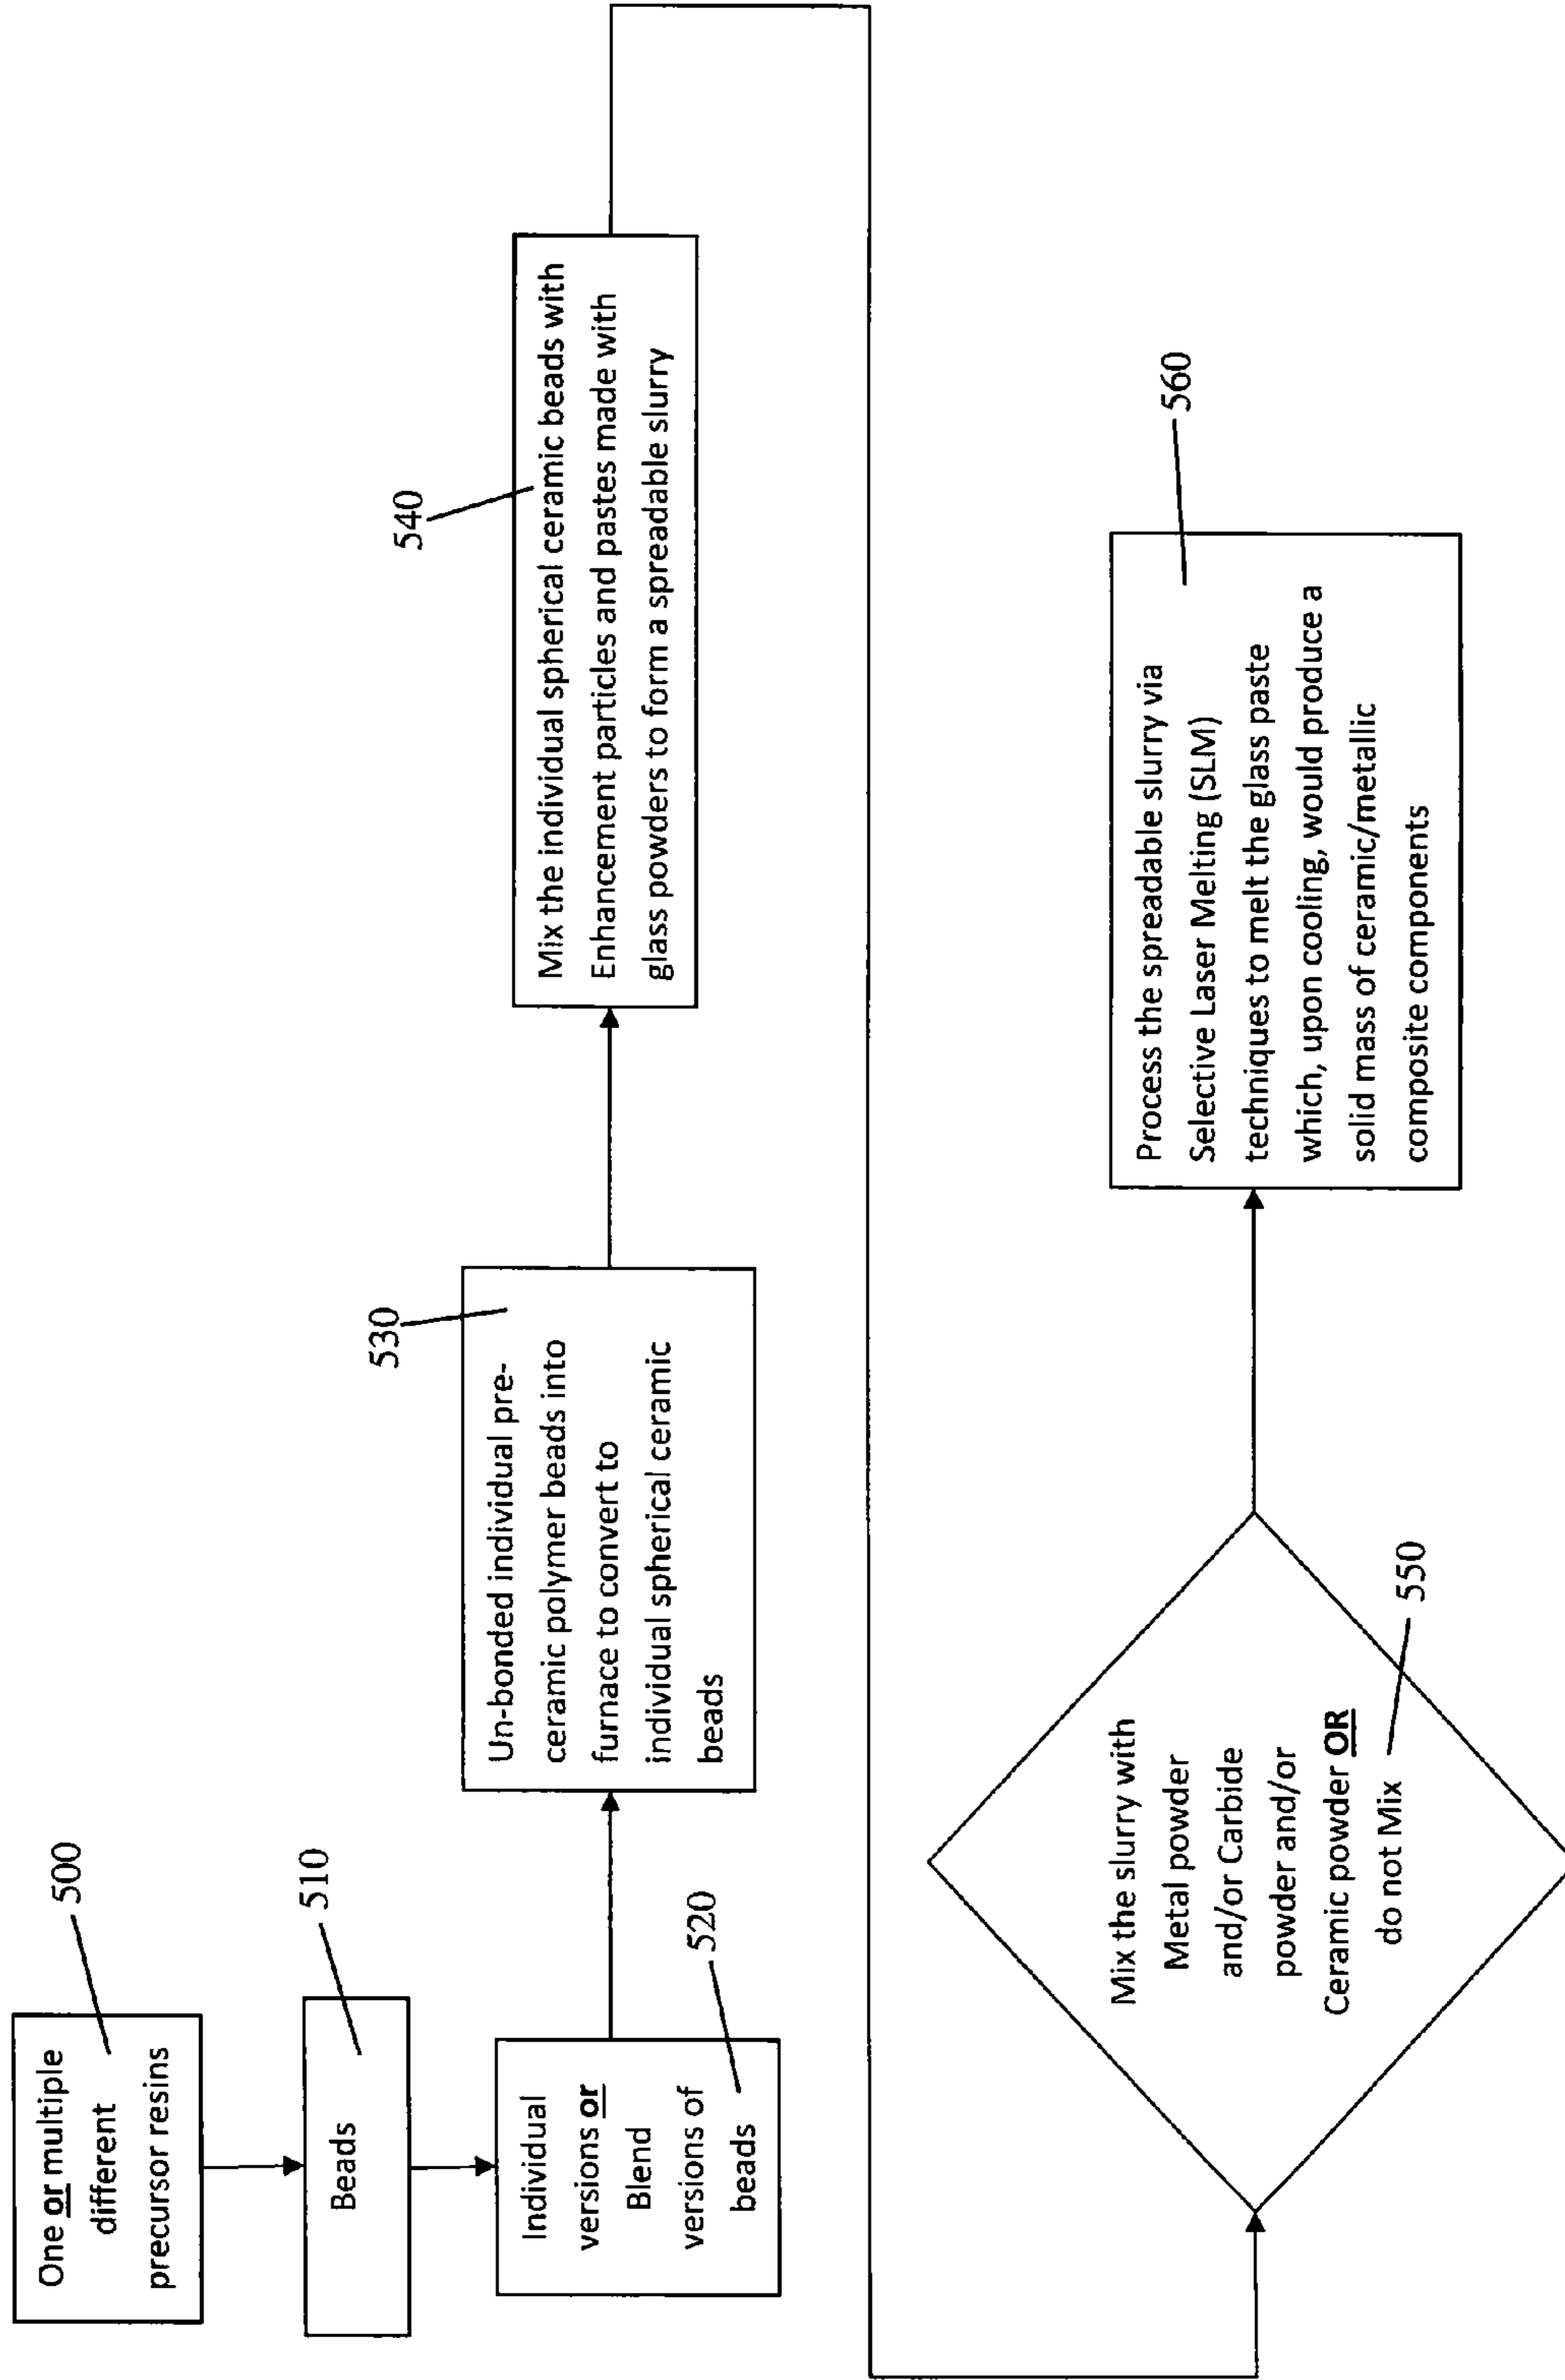 One or multiple
different
precursor resins
500
Beads
510
Individual
versions or
Blend
versions of
beads
520
Un-bonded individual pre-
ceramic polymer beads into
furnace to convert to
individual spherical ceramic
beads
530
Mix the individual spherical ceramic beads with
Enhancement particles and pastes made with
glass powders to form a spreadable slurry
540
Mix the slurry with
Metal powder
and/or Carbide
powder and/or
Ceramic powder OR
do not Mix
550
Process the spreadable slurry via
Selective Laser Melting (SLM)
techniques to melt the glass paste
which, upon cooling, would produce a
solid mass of ceramic/metallic
composite components
560